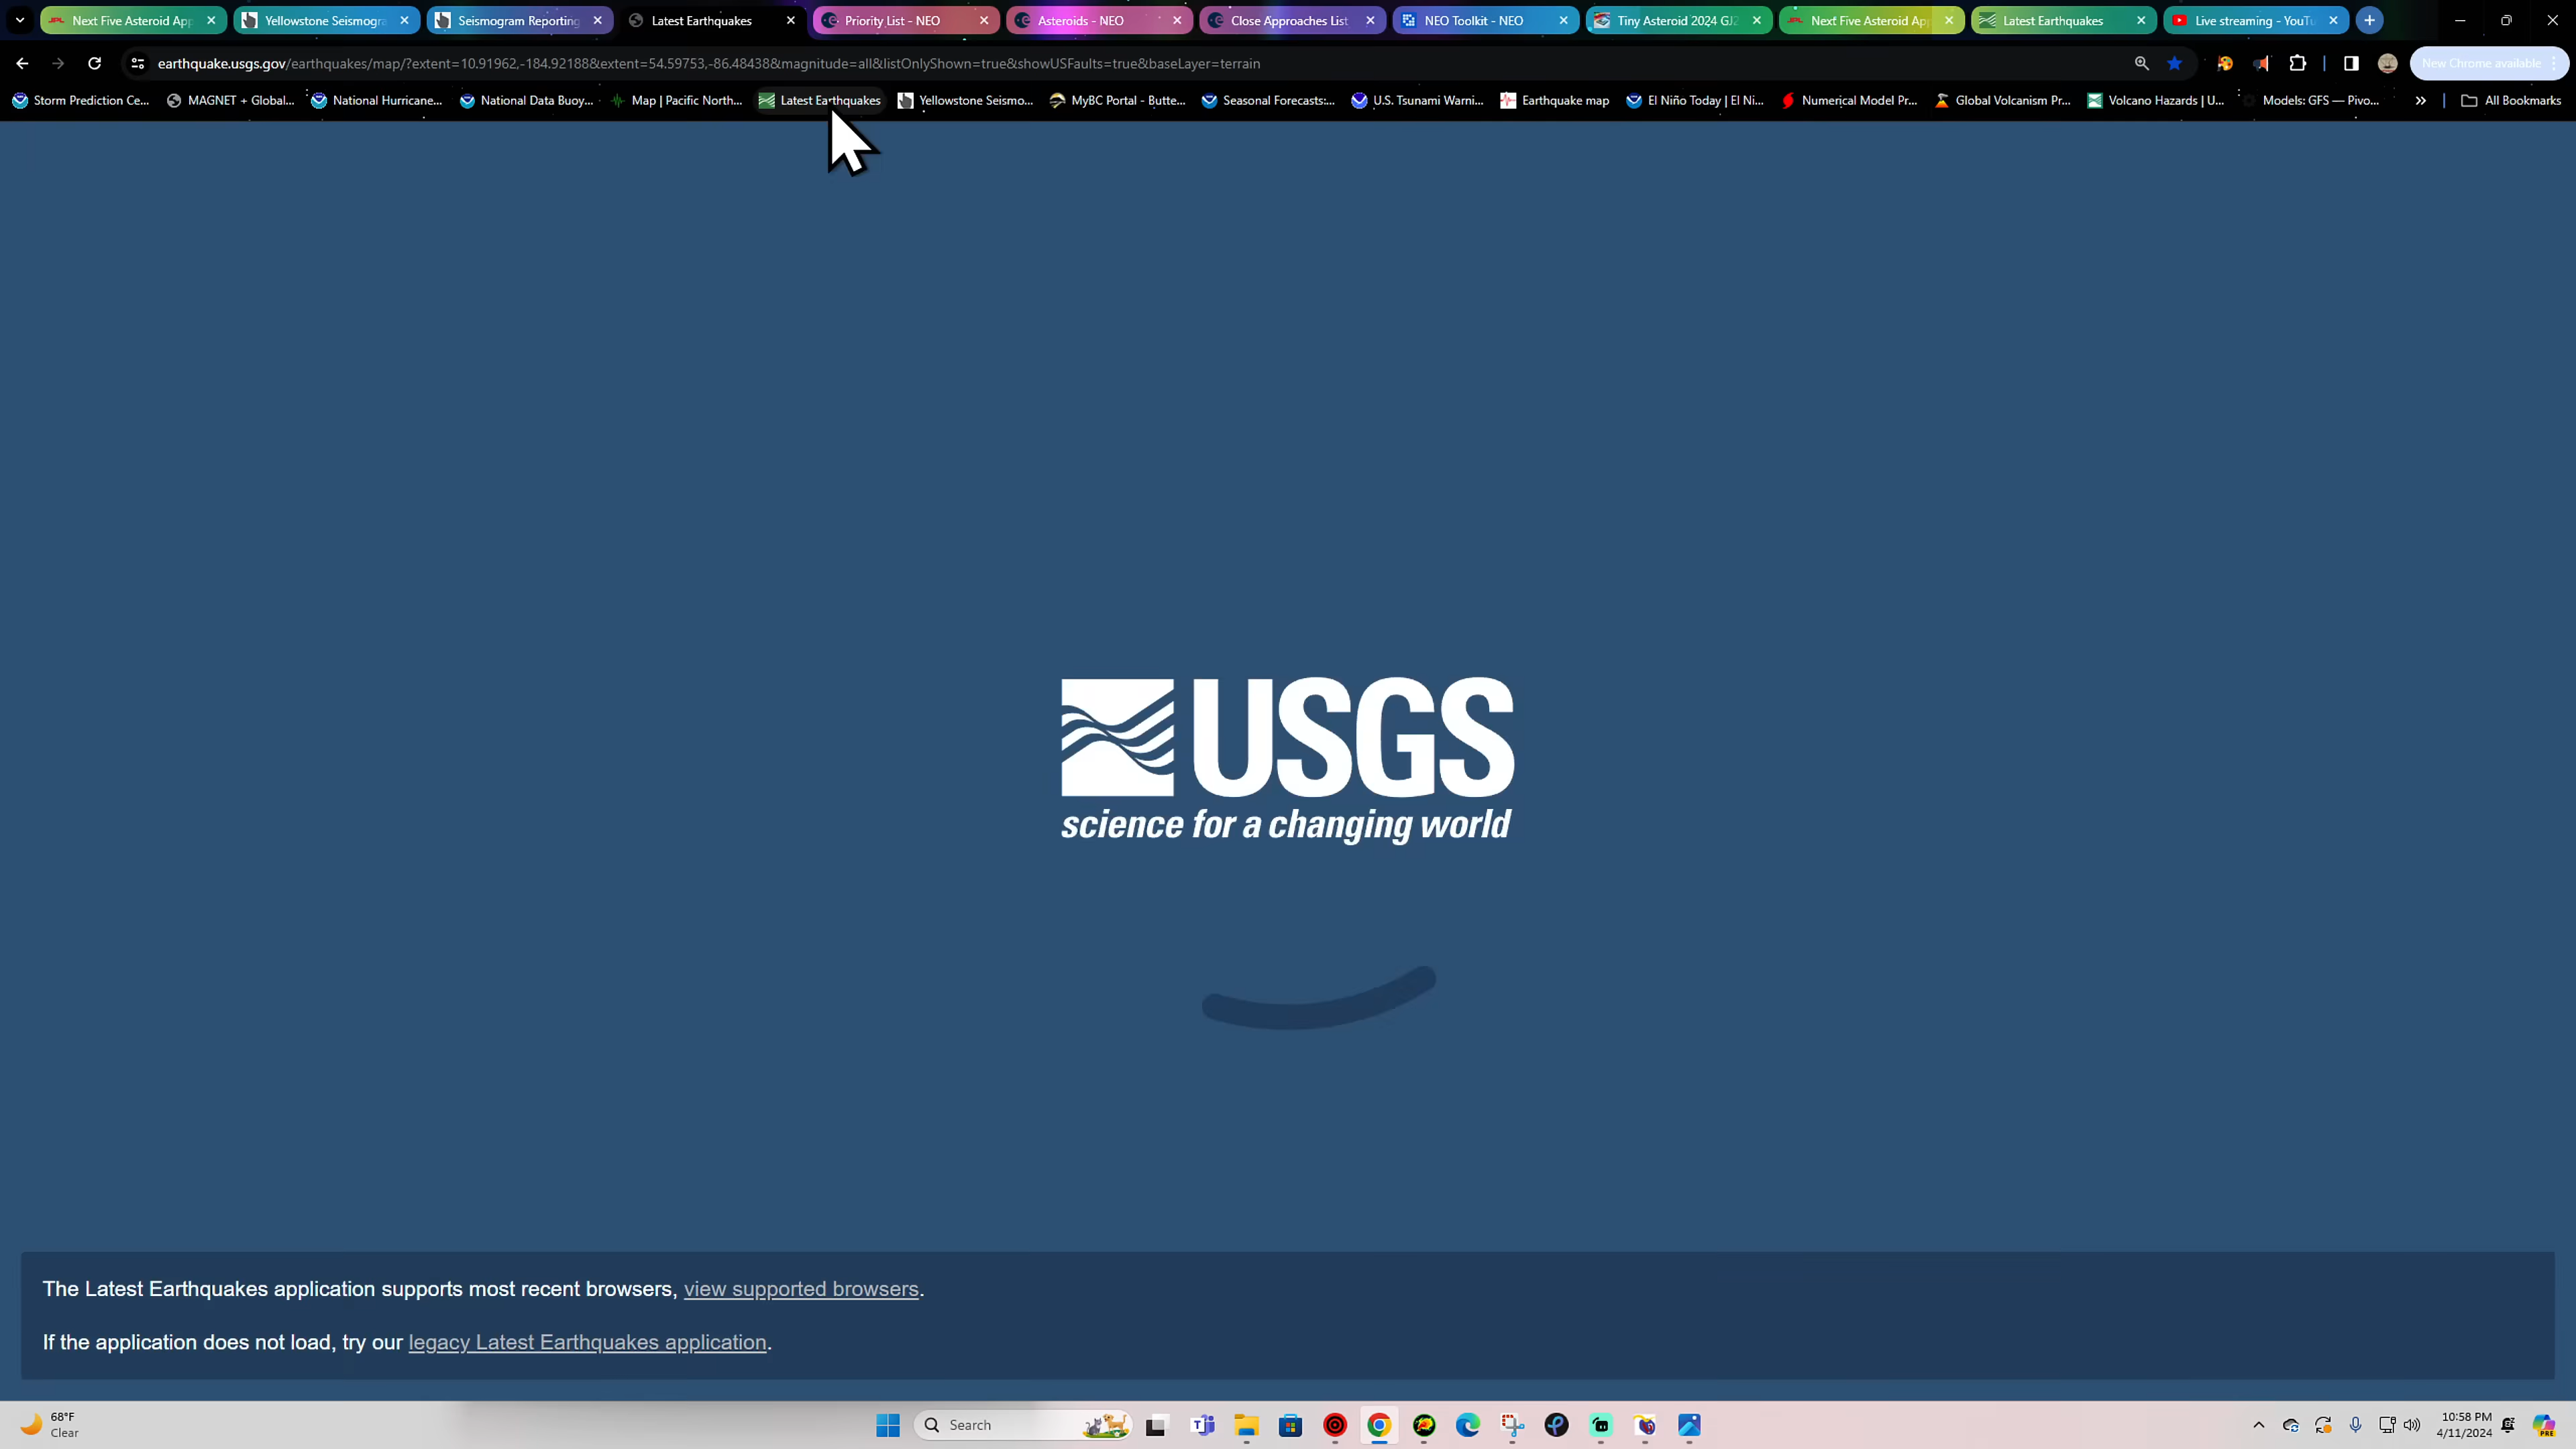 Next Five Asteroid App
Yellowstone Seismogra
Seismogram Reporting
Latest Earthquakes
Priority List - NEO
Asteroids - NEO
Close Approaches List
NEO Toolkit - NEO
Tiny Asteroid 2024 GJ2
Next Five Asteroid App
Latest Earthquakes
Live streaming - YouTu
earthquake.usgs.gov/earthquakes/map/?extent=10.91962,-184.92188&extent=54.59753,-86.48438&magnitude=all&listOnlyShown=true&showUSFaults=true&baseLayer=terrain
New Chrome available
Storm Prediction Ce...
MAGNET + Global...
National Hurricane...
National Data Buoy...
Map | Pacific North...
Latest Earthquakes
Yellowstone Seismo...
MyBC Portal - Butte...
Seasonal Forecasts:...
U.S. Tsunami Warni...
Earthquake map
El Niño Today | El Ni...
Numerical Model Pr...
Global Volcanism Pr...
Volcano Hazards | U...
Models: GFS — Pivo...
All Bookmarks
USGS
science for a changing world
The Latest Earthquakes application supports most recent browsers, view supported browsers.
If the application does not load, try our legacy Latest Earthquakes application.
68°F
Clear
Search
10:58 PM
4/11/2024
PRE